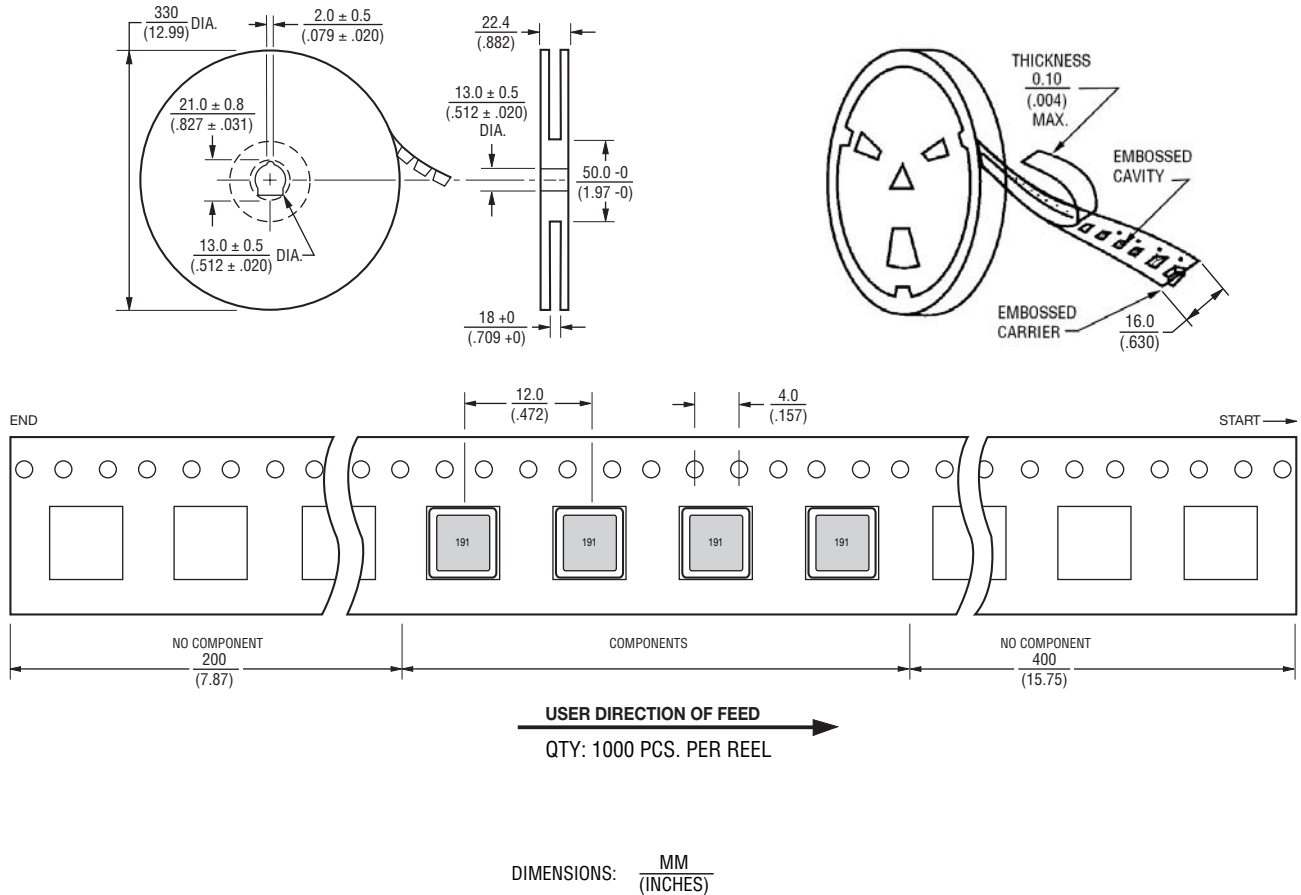 330
(12.99) DIA.
2.0 ± 0.5
(.079 ± .020)
21.0 ± 0.8
(.827 ± .031)
13.0 ± 0.5
(.512 ± .020) DIA.
22.4
(.882)
13.0 ± 0.5
(.512 ± .020)
DIA.
50.0 -0
(1.97 -0)
18 +0
(.709 +0)
THICKNESS
0.10
(.004)
MAX.
EMBOSSED
CAVITY
EMBOSSED
CARRIER
16.0
(.630)
END
12.0
(.472)
4.0
(.157)
START
191
191
191
191
NO COMPONENT
200
(7.87)
COMPONENTS
NO COMPONENT
400
(15.75)
USER DIRECTION OF FEED
QTY: 1000 PCS. PER REEL
DIMENSIONS: MM
(INCHES)